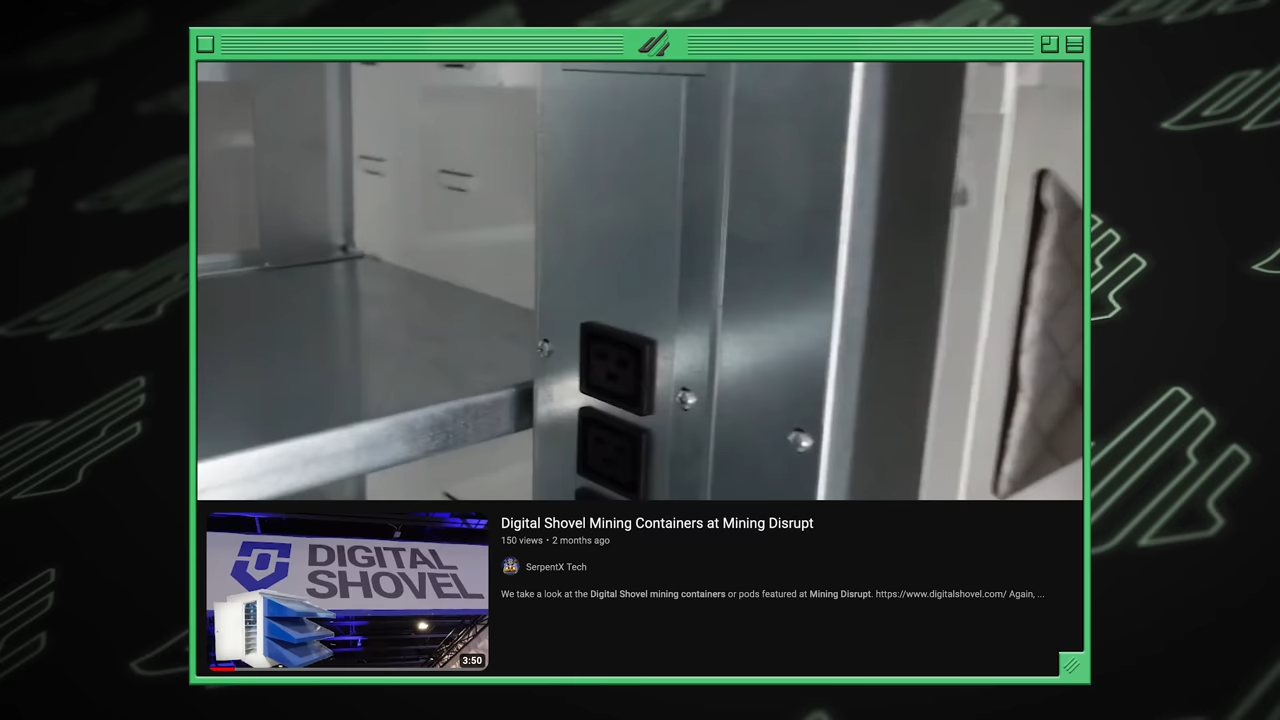 Digital Shovel Mining Containers at Mining Disrupt
150 views • 2 months ago
SerpentX Tech
We take a look at the Digital Shovel mining containers or pods featured at Mining Disrupt. https://www.digitalshovel.com/ Again, ...
DIGITAL
SHOVEL
3:50